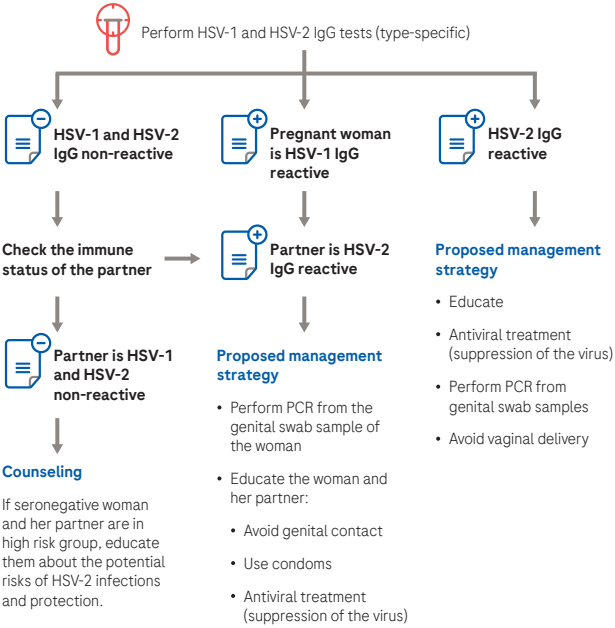 Perform HSV-1 and HSV-2 IgG tests (type-specific)
HSV-1 and HSV-2
IgG non-reactive
Pregnant woman
is HSV-1 IgG
reactive
HSV-2 IgG
reactive
Check the immune
status of the partner
Partner is HSV-2
IgG reactive
Partner is HSV-1
and HSV-2
non-reactive
Counseling
If seronegative woman
and her partner are in
high risk group, educate
them about the potential
risks of HSV-2 infections
and protection.
Proposed management
strategy
• Perform PCR from the
genital swab sample of
the woman
• Educate the woman and
her partner:
• Avoid genital contact
• Use condoms
• Antiviral treatment
(suppression of the virus)
Proposed management
strategy
• Educate
• Antiviral treatment
(suppression of the virus)
• Perform PCR from
genital swab samples
• Avoid vaginal delivery